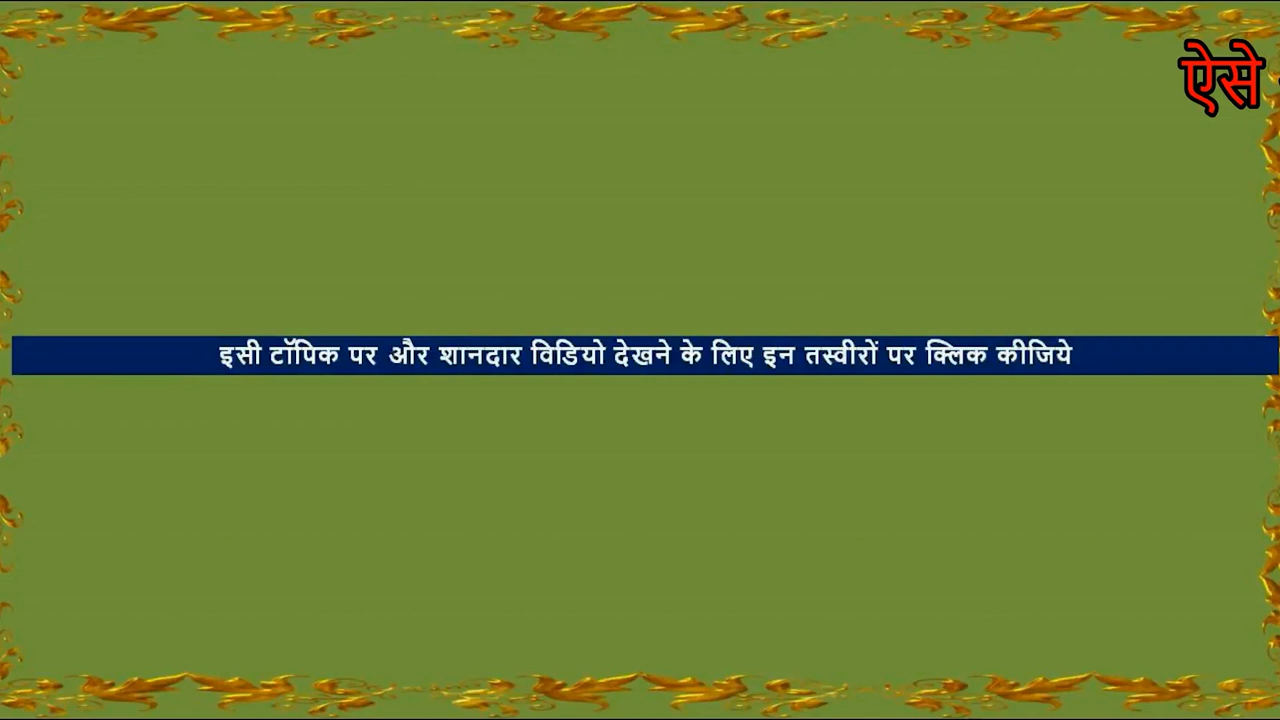 ऐसे
इसी टॉपिक पर और शानदार विडियो देखने के लिए इन तस्वीरों पर क्लिक कीजिये